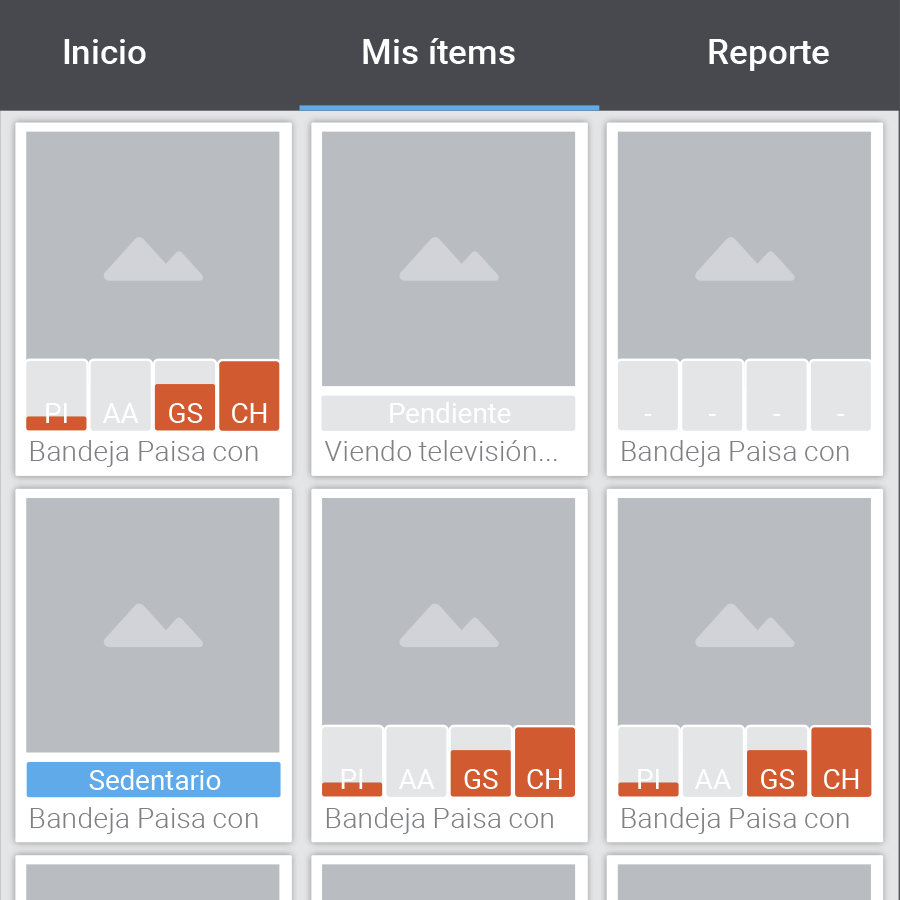 Inicio Mis ítems Reporte
PI AA GS CH
Bandeja Paisa con
Pendiente
Viendo televisión...
- - - -
Bandeja Paisa con
Sedentario
Bandeja Paisa con
PI AA GS CH
Bandeja Paisa con
PI AA GS CH
Bandeja Paisa con